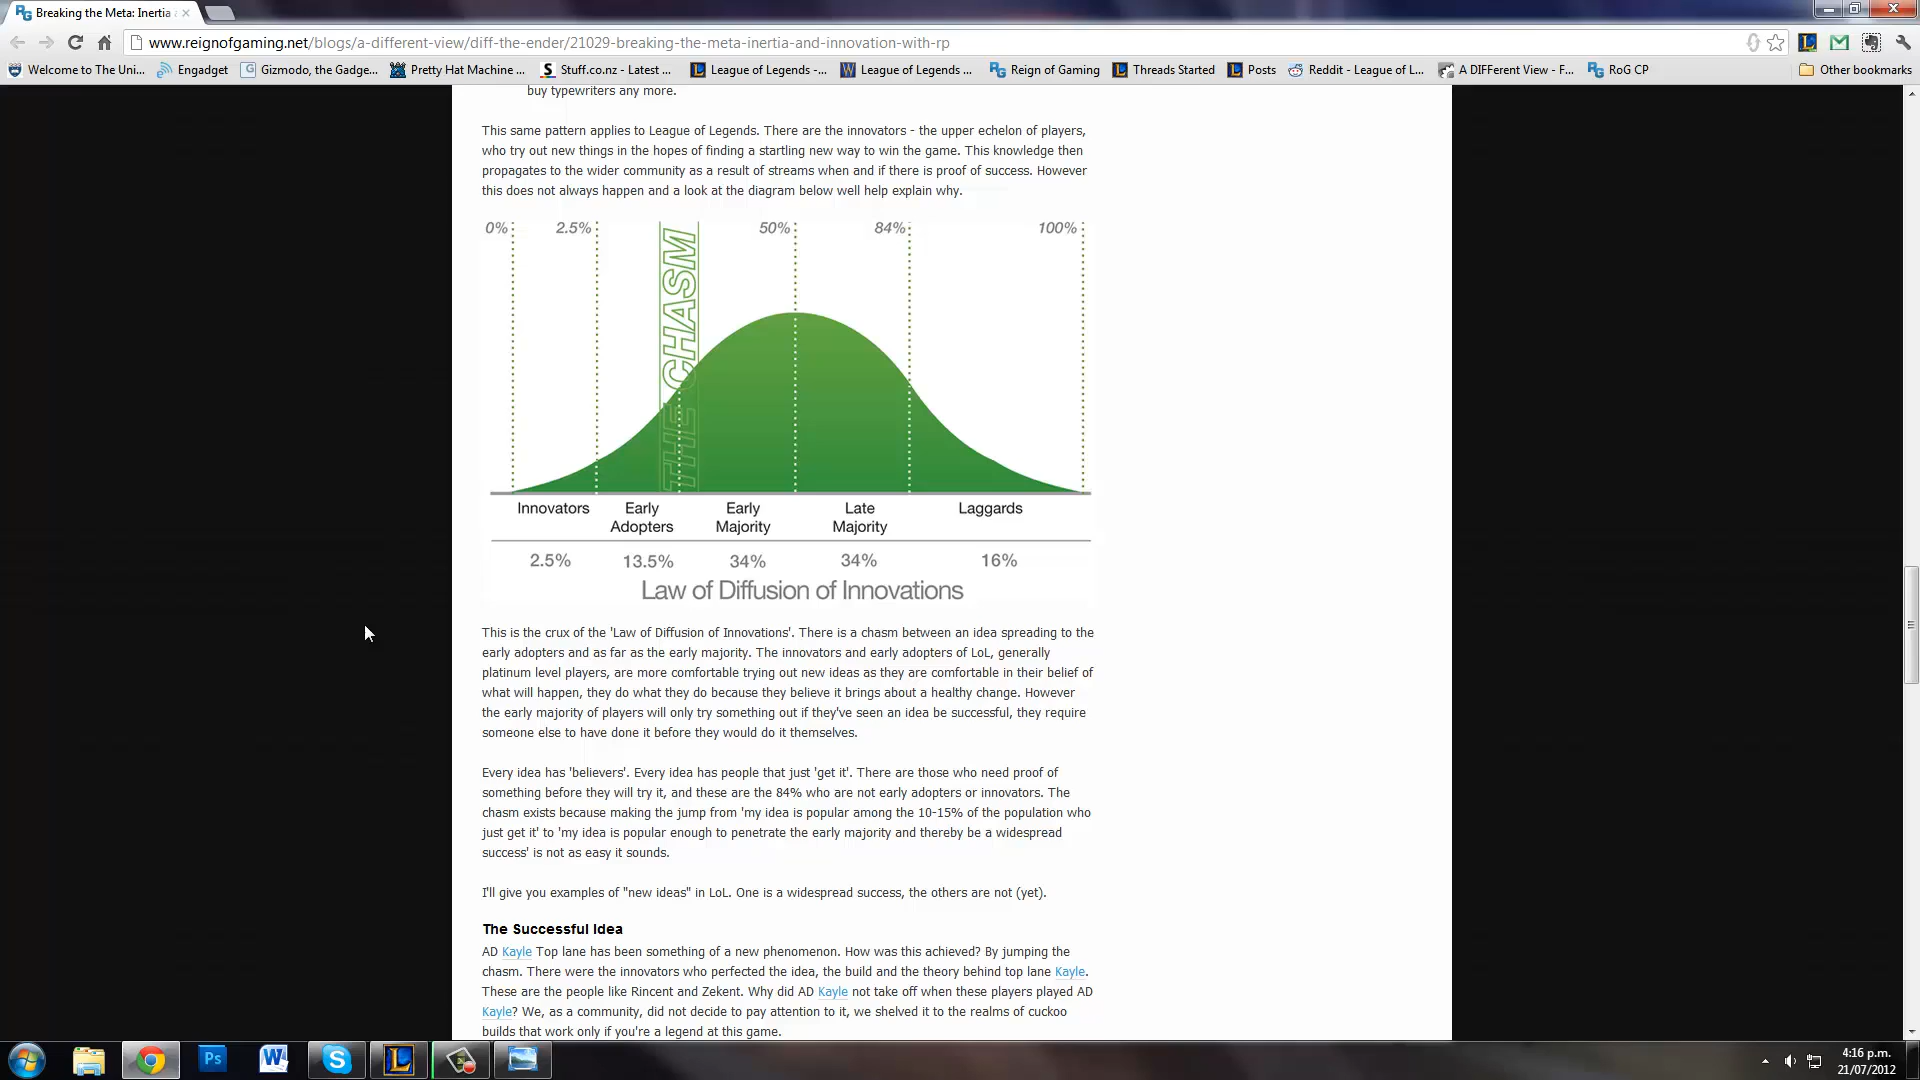 Breaking the Meta: Inertia
www.reignofgaming.net/blogs/a-different-view/diff-the-ender/21029-breaking-the-meta-inertia-and-innovation-with-rp
Welcome to The Uni... Engadget Gizmodo, the Gadge... Pretty Hat Machine ... Stuff.co.nz - Latest ... League of Legends -... League of Legends ... Reign of Gaming Threads Started Posts Reddit - League of L... A DIFFerent View - F... RoG CP Other bookmarks
buy typewriters any more.
This same pattern applies to League of Legends. There are the innovators - the upper echelon of players,
who try out new things in the hopes of finding a startling new way to win the game. This knowledge then
propagates to the wider community as a result of streams when and if there is proof of success. However
this does not always happen and a look at the diagram below well help explain why.
0% 2.5% 50% 84% 100%
THE CHASM
Innovators Early Adopters Early Majority Late Majority Laggards
2.5% 13.5% 34% 34% 16%
Law of Diffusion of Innovations
This is the crux of the 'Law of Diffusion of Innovations'. There is a chasm between an idea spreading to the
early adopters and as far as the early majority. The innovators and early adopters of LoL, generally
platinum level players, are more comfortable trying out new ideas as they are comfortable in their belief of
what will happen, they do what they do because they believe it brings about a healthy change. However
the early majority of players will only try something out if they've seen an idea be successful, they require
someone else to have done it before they would do it themselves.
Every idea has 'believers'. Every idea has people that just 'get it'. There are those who need proof of
something before they will try it, and these are the 84% who are not early adopters or innovators. The
chasm exists because making the jump from 'my idea is popular among the 10-15% of the population who
just get it' to 'my idea is popular enough to penetrate the early majority and thereby be a widespread
success' is not as easy it sounds.
I'll give you examples of "new ideas" in LoL. One is a widespread success, the others are not (yet).
The Successful Idea
AD Kayle Top lane has been something of a new phenomenon. How was this achieved? By jumping the
chasm. There were the innovators who perfected the idea, the build and the theory behind top lane Kayle.
These are the people like Rincent and Zekent. Why did AD Kayle not take off when these players played AD
Kayle? We, as a community, did not decide to pay attention to it, we shelved it to the realms of cuckoo
builds that work only if you're a legend at this game.
4:16 p.m.
21/07/2012